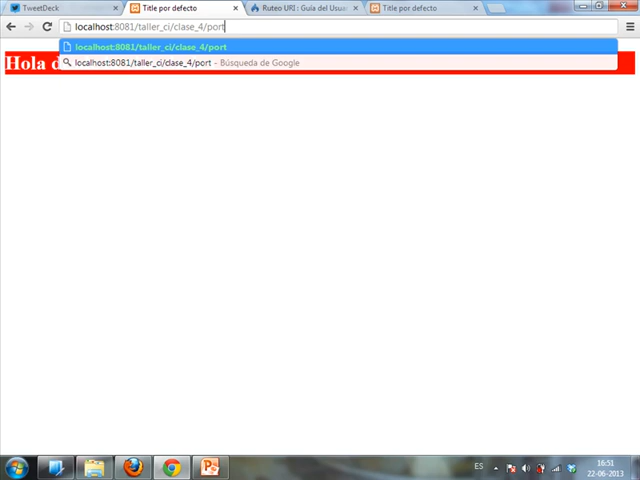 TweetDeck
Title por defecto
Ruteo URI : Guía del Usua
Title por defecto
localhost:8081/taller_ci/clase_4/port
localhost:8081/taller_ci/clase_4/port
localhost:8081/taller_ci/clase_4/port - Búsqueda de Google
Hola d
ES
16:51
22-06-2013